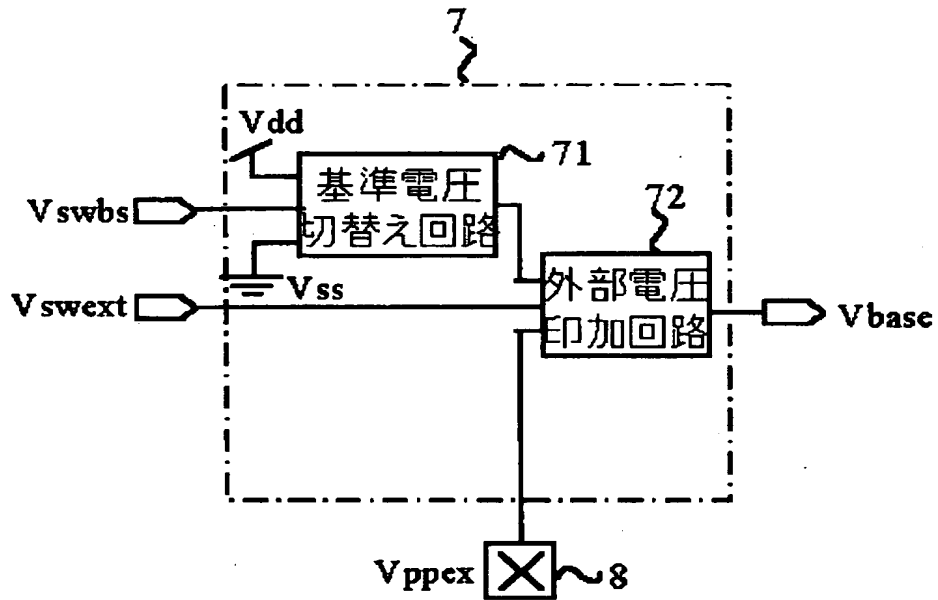 7
Vdd
71
基準電圧
切替え回路
72
Vswbs
Vss
外部電圧
印加回路
Vswext
Vbase
Vppex
8